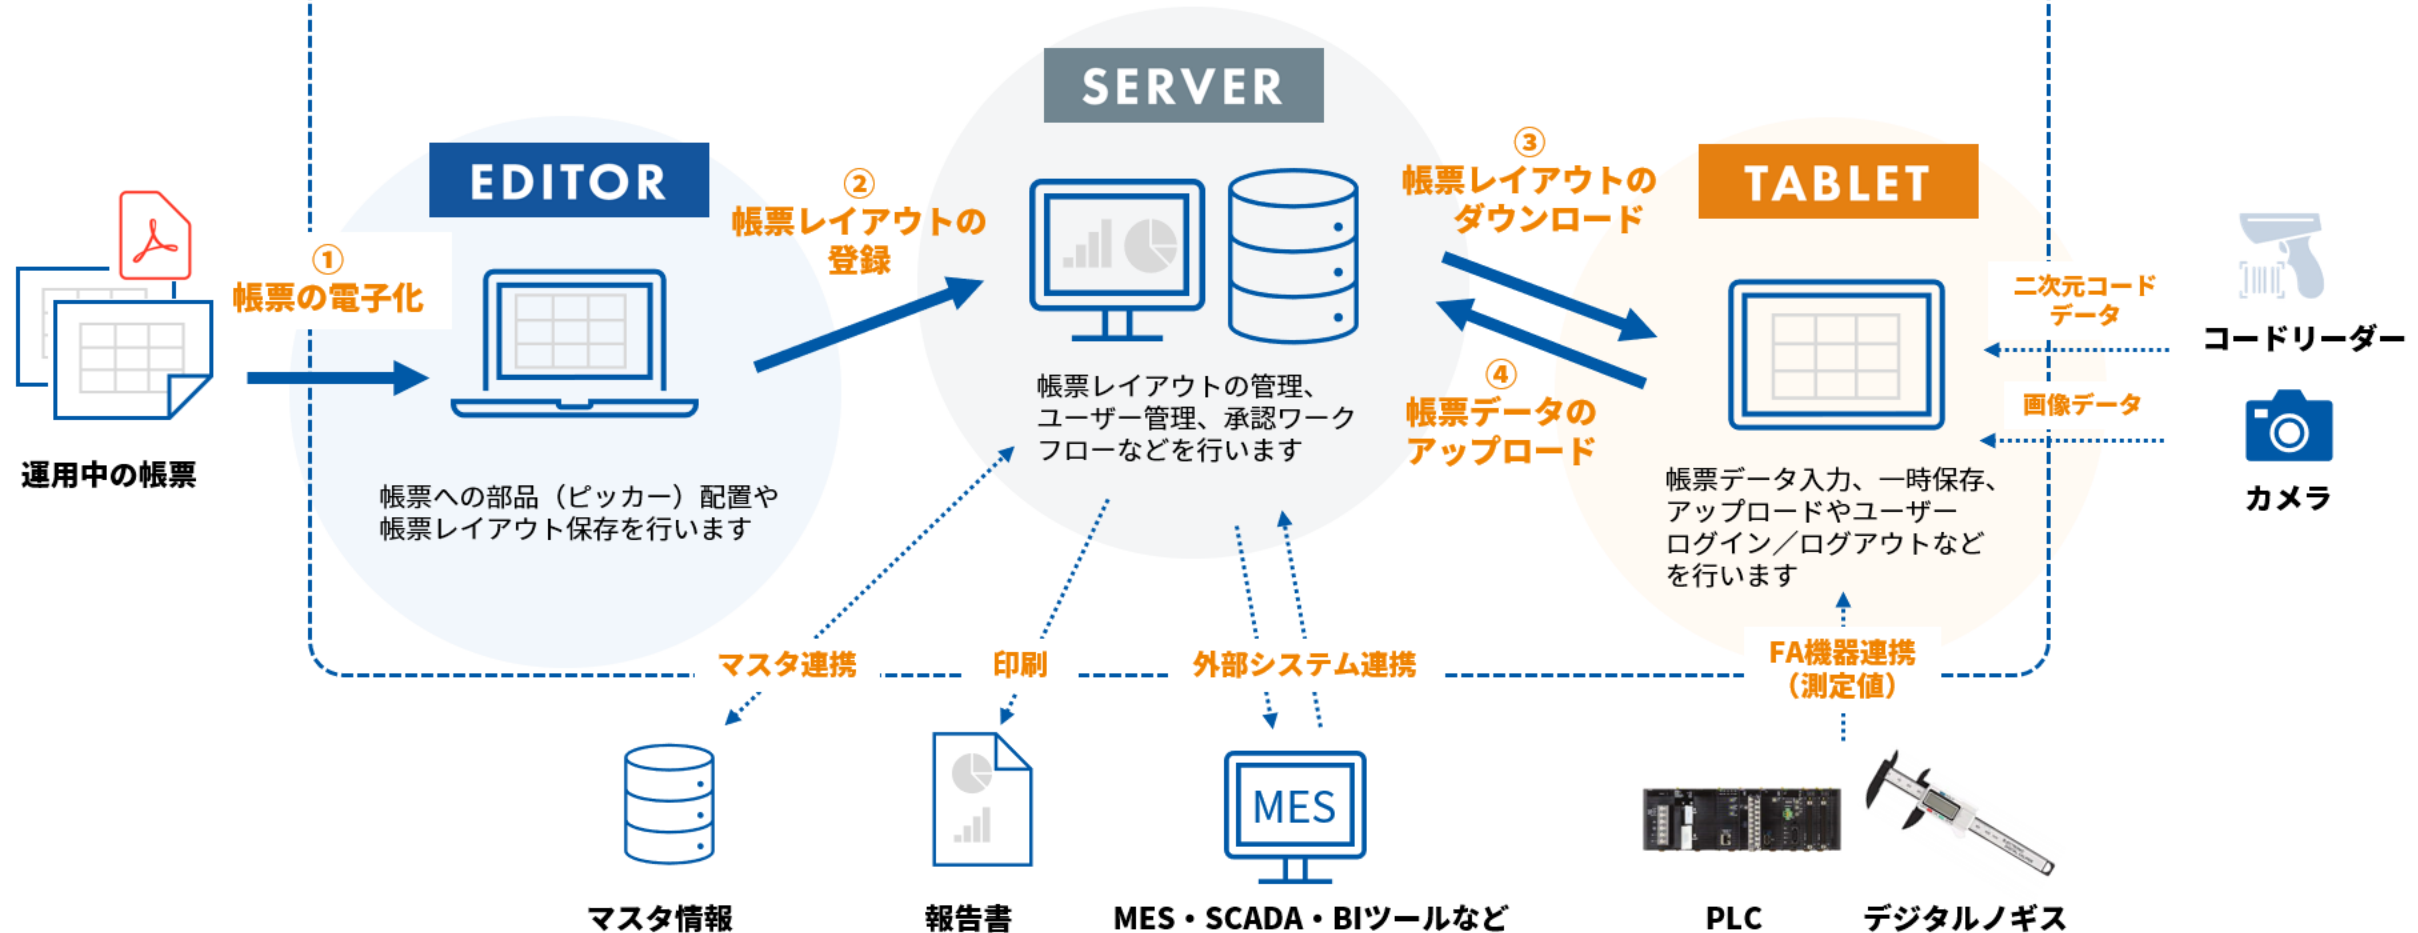 SERVER
EDITOR
TABLET
①
帳票の電子化
②
帳票レイアウトの
登録
③
帳票レイアウトの
ダウンロード
④
帳票データの
アップロード
運用中の帳票
帳票への部品（ピッカー）配置や
帳票レイアウト保存を行います
帳票レイアウトの管理、
ユーザー管理、承認ワーク
フローなどを行います
帳票データ入力、一時保存、
アップロードやユーザー
ログイン／ログアウトなど
を行います
二次元コード
データ
コードリーダー
画像データ
カメラ
マスタ連携
印刷
外部システム連携
FA機器連携
（測定値）
MES
マスタ情報
報告書
MES・SCADA・BIツールなど
PLC
デジタルノギス